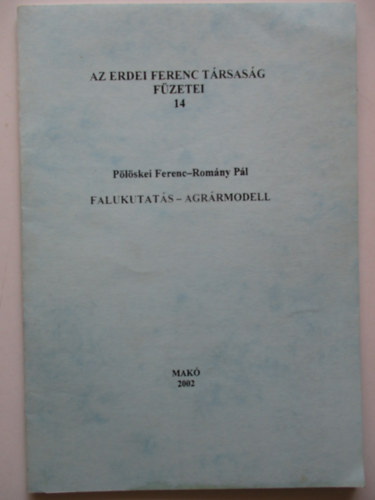 AZ ERDEI FERENC TÁRSASÁG
FÜZETEI
14
Pölöskei Ferenc–Romány Pál
FALUKUTATÁS – AGRÁRMODELL
MAKÓ
2002